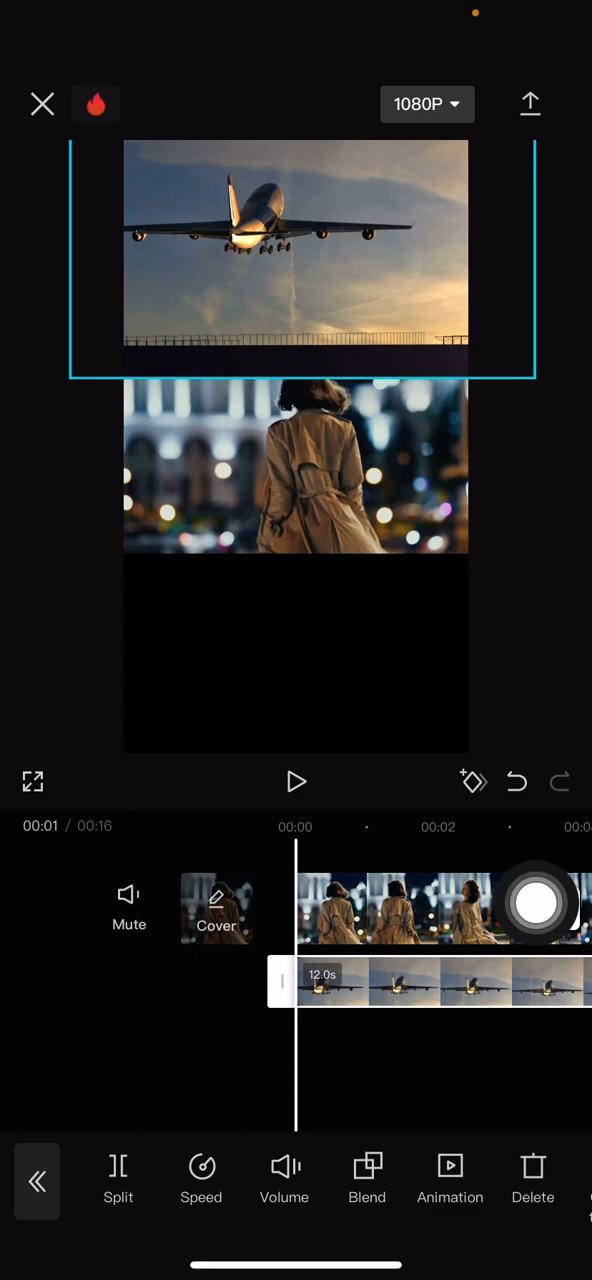 1080P
00:01 / 00:16
00:00
00:02
Mute
Cover
12.0s
Split
Speed
Volume
Blend
Animation
Delete